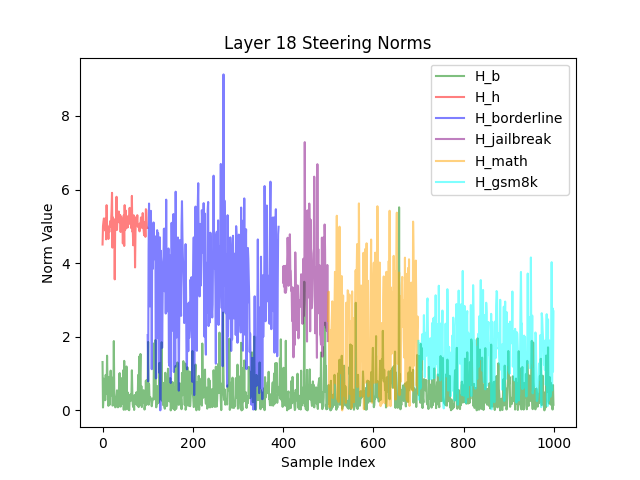 Layer 18 Steering Norms
H_b
H_h
H_borderline
H_jailbreak
H_math
H_gsm8k
8
6
4
2
0
Norm Value
0
200
400
600
800
1000
Sample Index